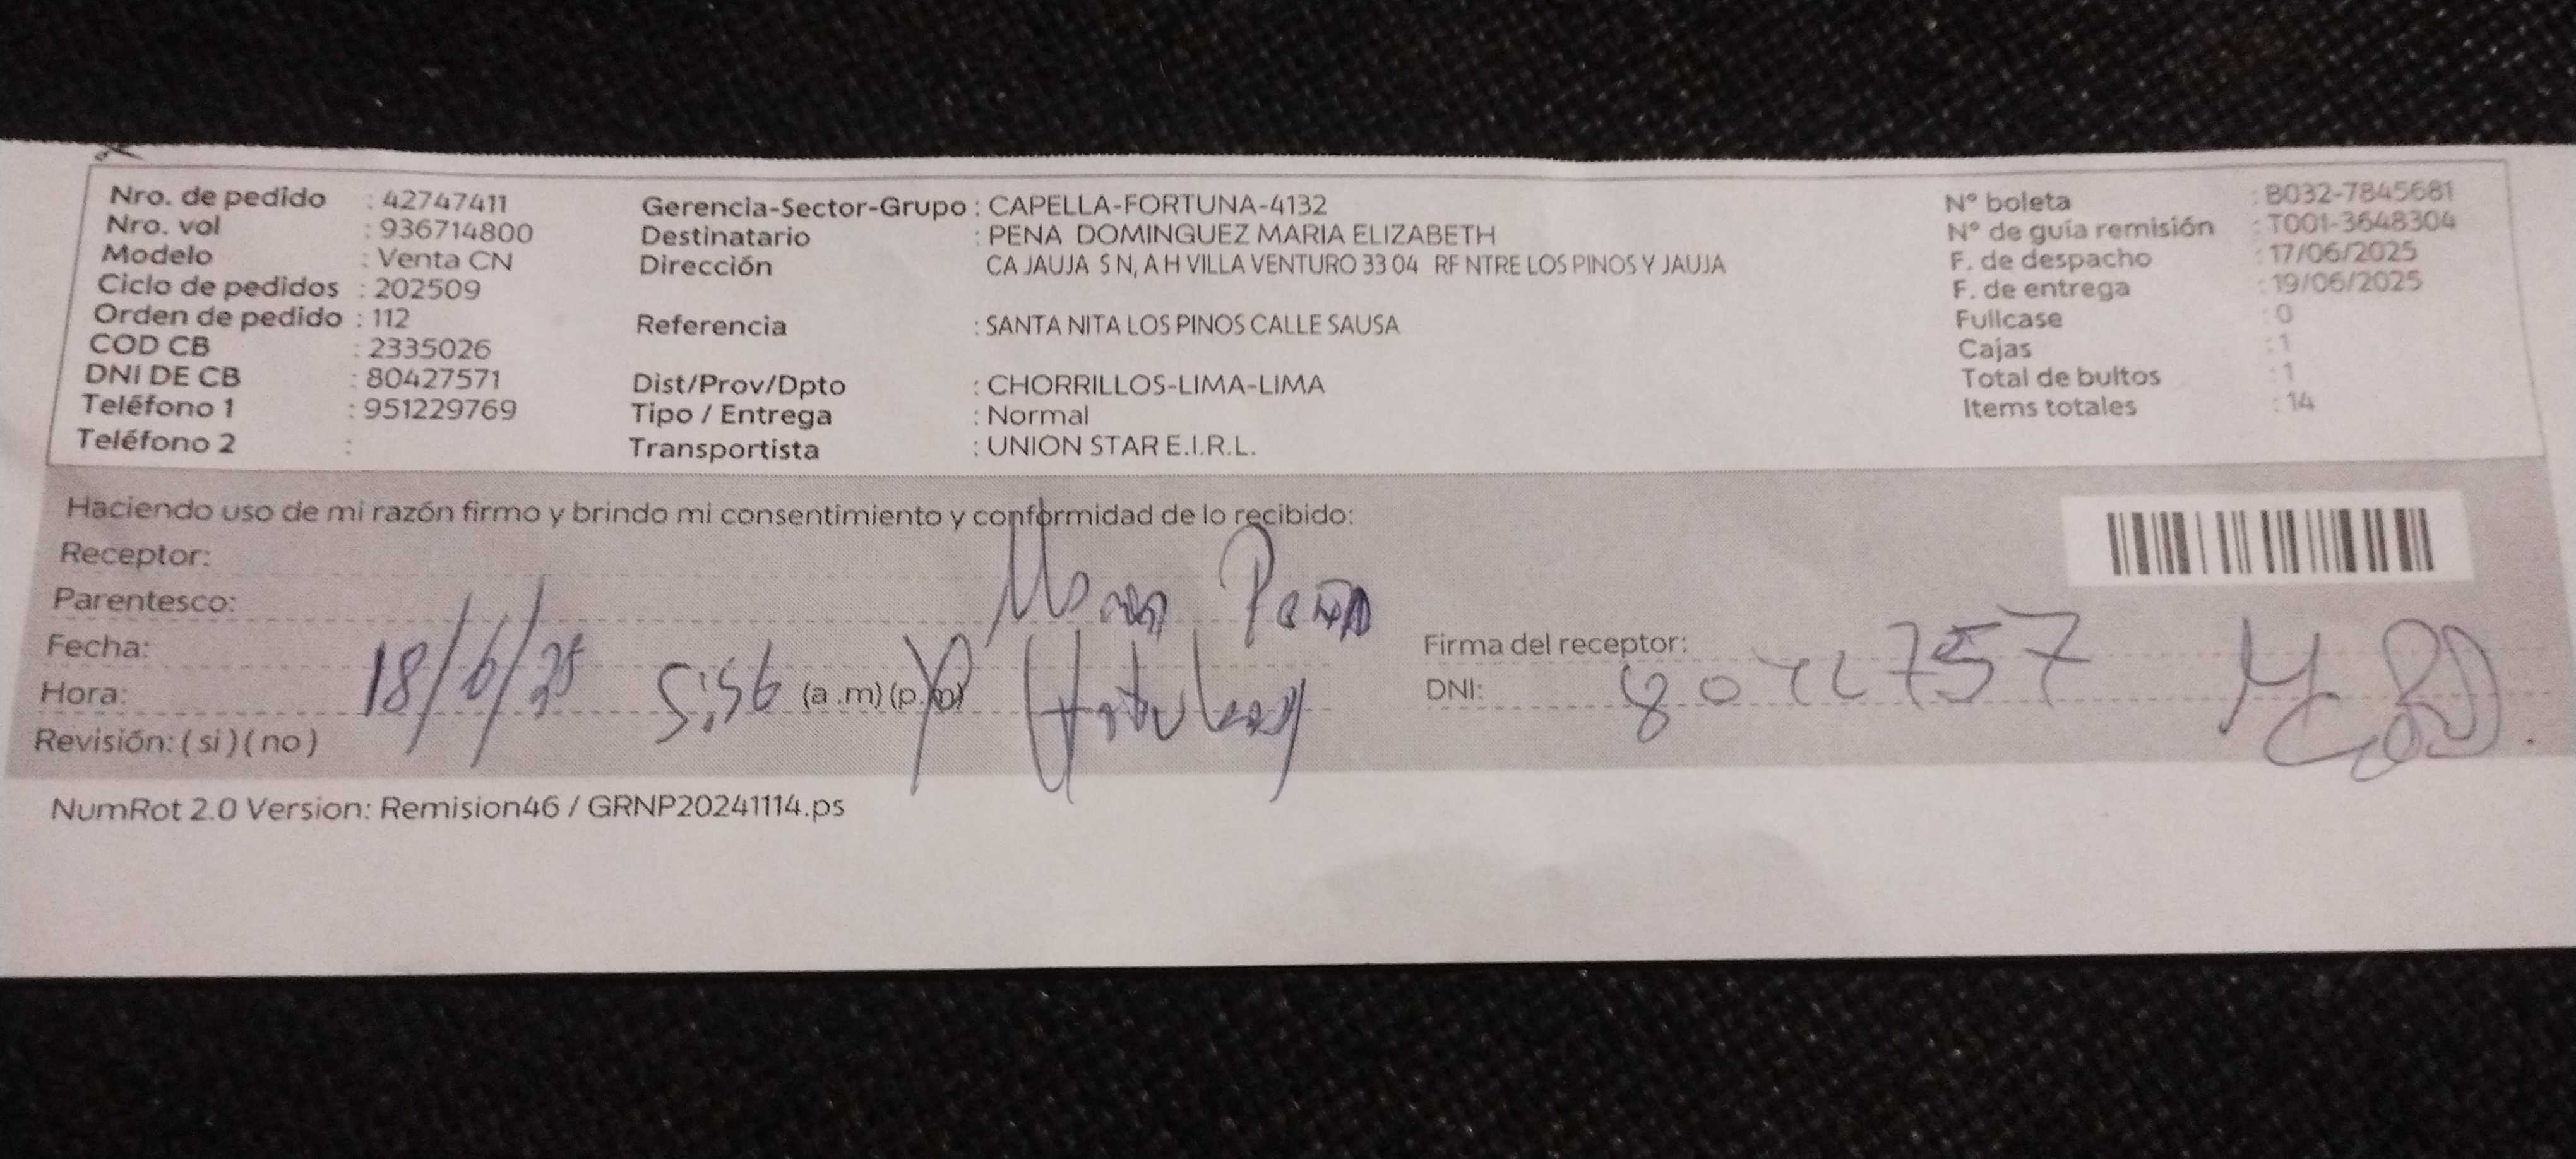 Nro. de pedido : 42747411
Nro. vol : 936714800
Modelo : Venta CN
Ciclo de pedidos : 202509
Orden de pedido : 112
COD CB : 2335026
DNI DE CB : 80427571
Teléfono 1 : 951229769
Teléfono 2 :
Gerencia-Sector-Grupo : CAPELLA-FORTUNA-4132
Destinatario : PENA DOMINGUEZ MARIA ELIZABETH
Dirección CA JAUJA S N, A H VILLA VENTURO 33 04 RF NTRE LOS PINOS Y JAUJA
Referencia : SANTA NITA LOS PINOS CALLE SAUSA
Dist/Prov/Dpto : CHORRILLOS-LIMA-LIMA
Tipo / Entrega : Normal
Transportista : UNION STAR E.I.R.L.
N° boleta : B032-7845681
N° de guía remisión : T001-3648304
F. de despacho : 17/06/2025
F. de entrega : 19/06/2025
Fullcase : 0
Cajas : 1
Total de bultos : 1
Items totales : 14
Haciendo uso de mi razón firmo y brindo mi consentimiento y conformidad de lo recibido:
Receptor:
Parentesco: Peña
Fecha: 18/6/25
Hora: 5:56 (a .m) (p.m)
Firma del receptor:
DNI:
Revisión: ( si ) ( no )
NumRot 2.0 Version: Remision46 / GRNP20241114.ps